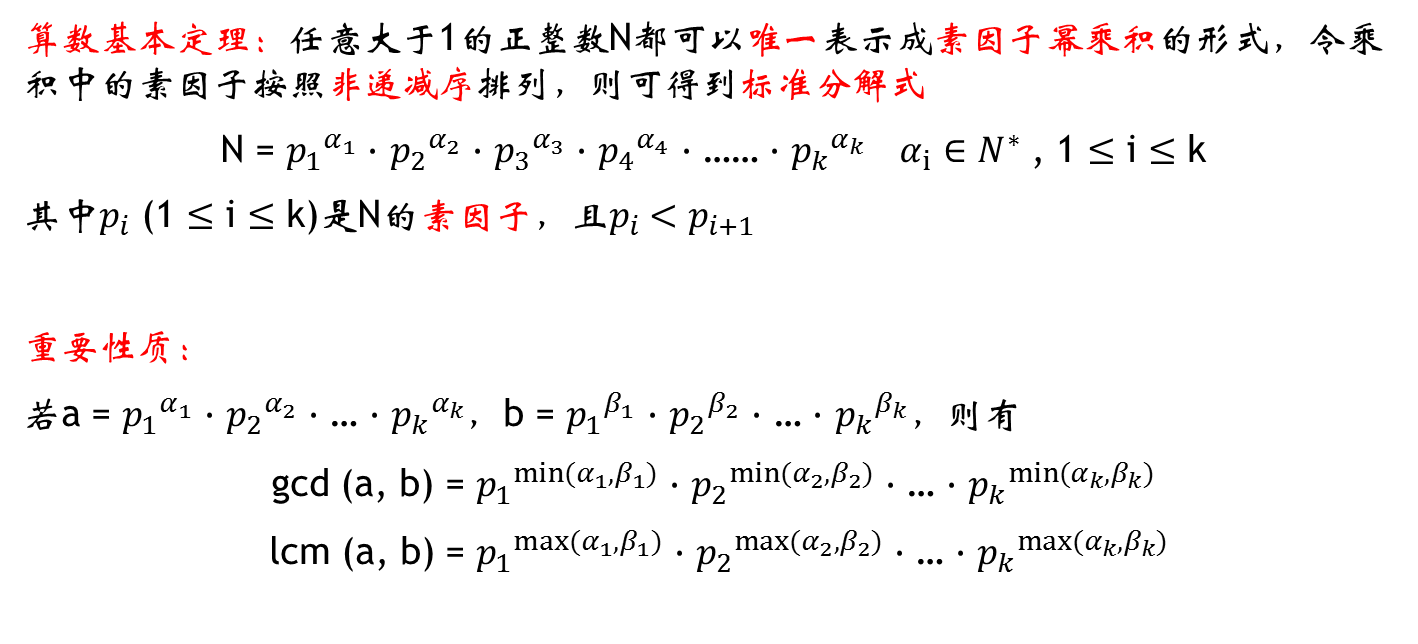 算数基本定理：任意大于1的正整数N都可以唯一表示成素因子幂乘积的形式，令乘
积中的素因子按照非递减序排列，则可得到标准分解式
N = p₁^α₁ · p₂^α₂ · p₃^α₃ · p₄^α₄ · …… · pₖ^αₖ αᵢ ∈ N* , 1 ≤ i ≤ k
其中pᵢ (1 ≤ i ≤ k)是N的素因子，且pᵢ < pᵢ₊₁
重要性质：
若a = p₁^α₁ · p₂^α₂ · … · pₖ^αₖ，b = p₁^β₁ · p₂^β₂ · … · pₖ^βₖ，则有
gcd (a, b) = p₁^min(α₁,β₁) · p₂^min(α₂,β₂) · … · pₖ^min(αₖ,βₖ)
lcm (a, b) = p₁^max(α₁,β₁) · p₂^max(α₂,β₂) · … · pₖ^max(αₖ,βₖ)